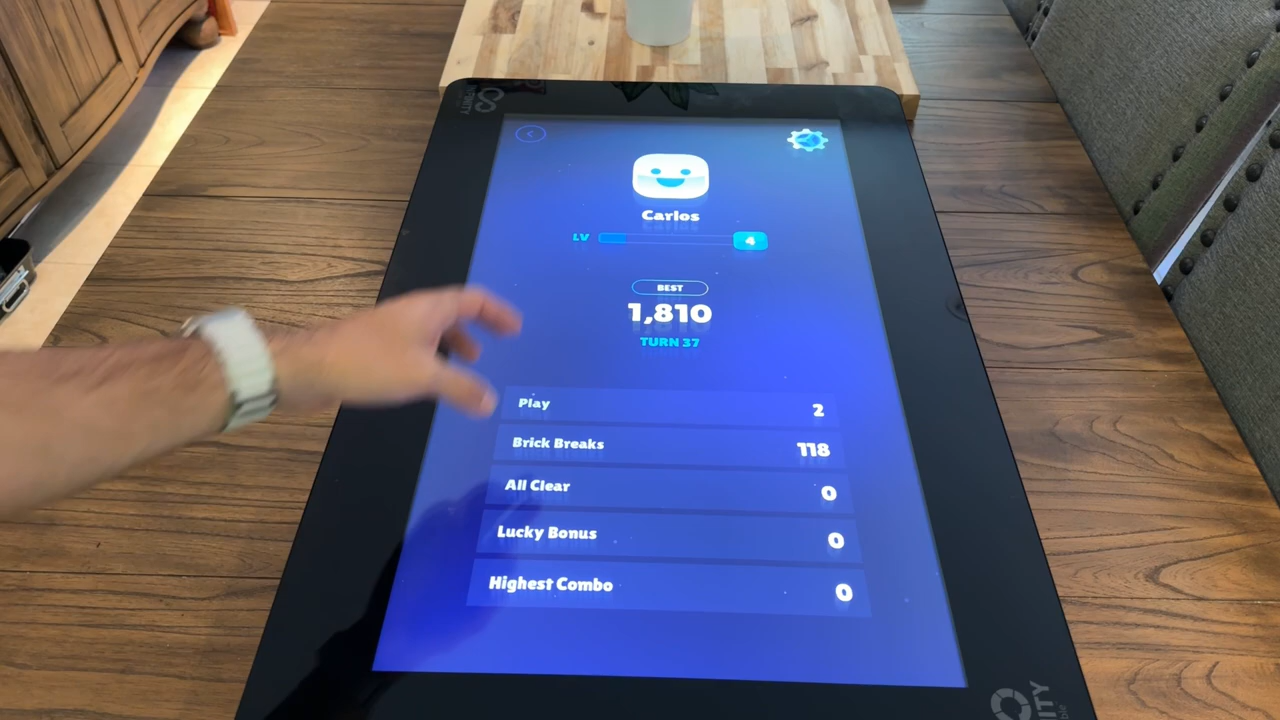 Carlos
LV 4
BEST
1,810
TURN 37
Play 2
Brick Breaks 118
All Clear 0
Lucky Bonus 0
Highest Combo 0